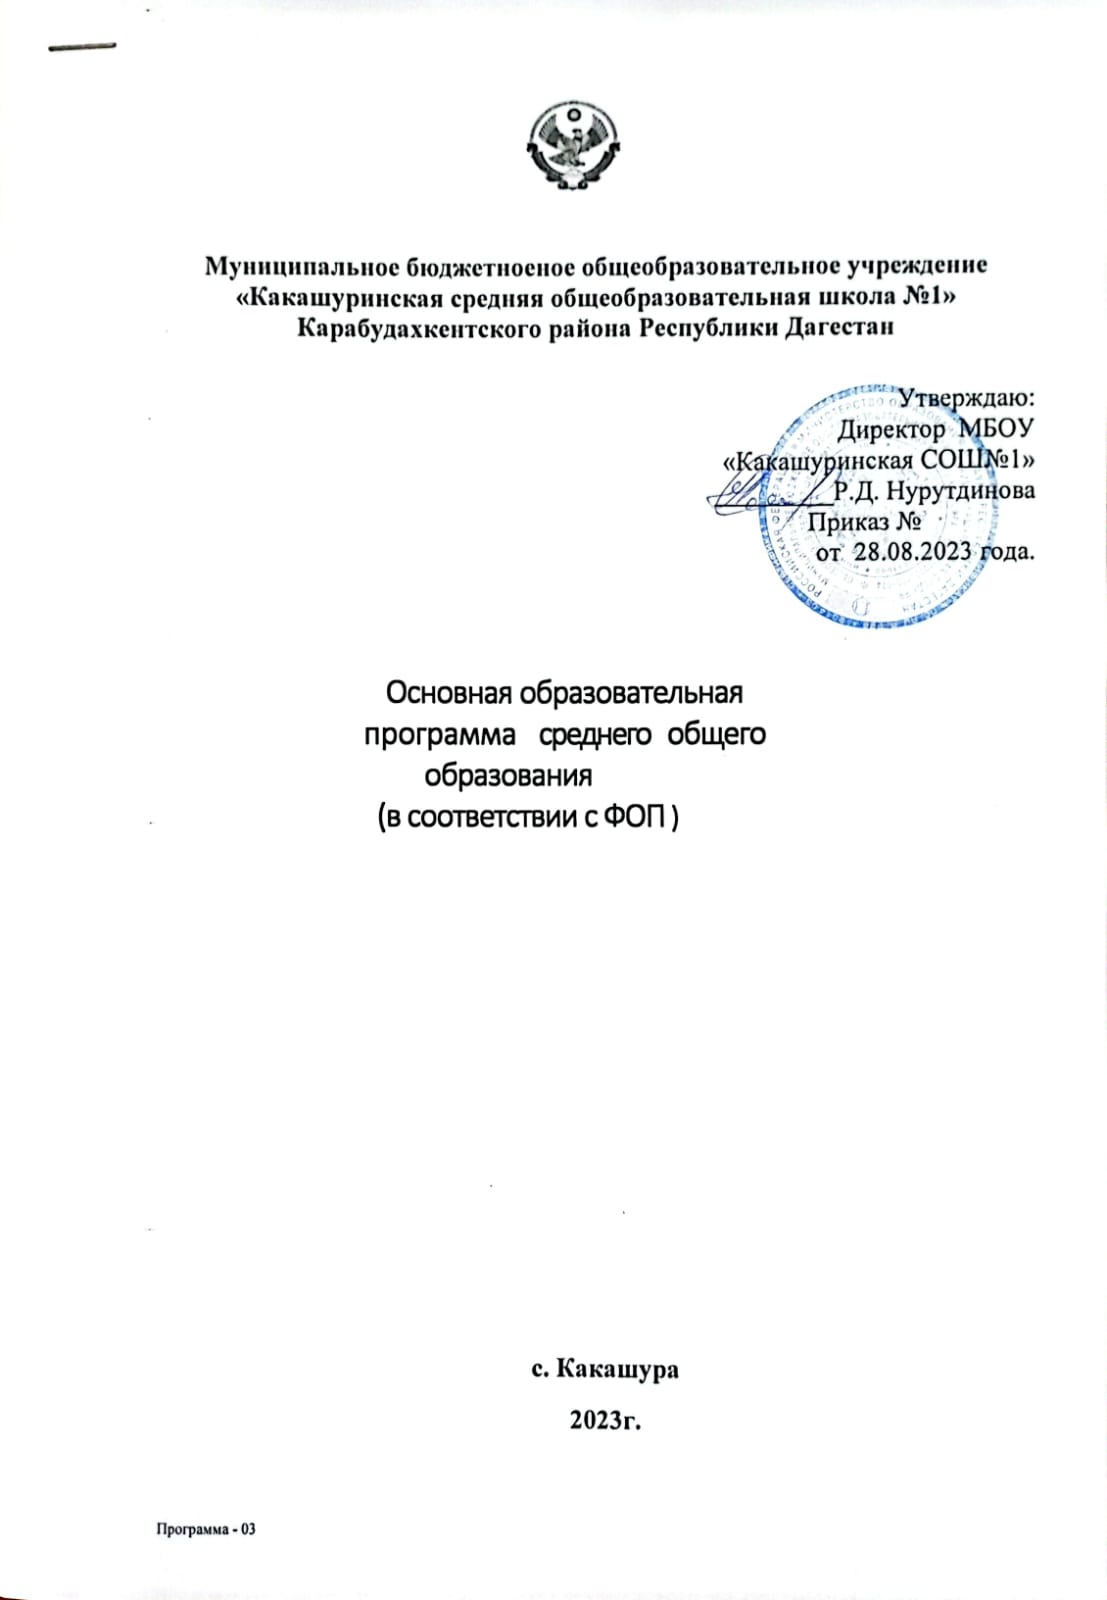 Муниципальное бюджетноеное общеобразовательное учреждение
«Какашуринская средняя общеобразовательная школа №1»
Карабудахкентского района Республики Дагестан
Утверждаю:
Директор МБОУ
«Какашуринская СОШ№1»
Р.Д. Нурутдинова
Приказ №
от 28.08.2023 года.
Основная образовательная
программа среднего общего
образования
(в соответствии с ФОП )
с. Какашура
2023г.
Программа - 03